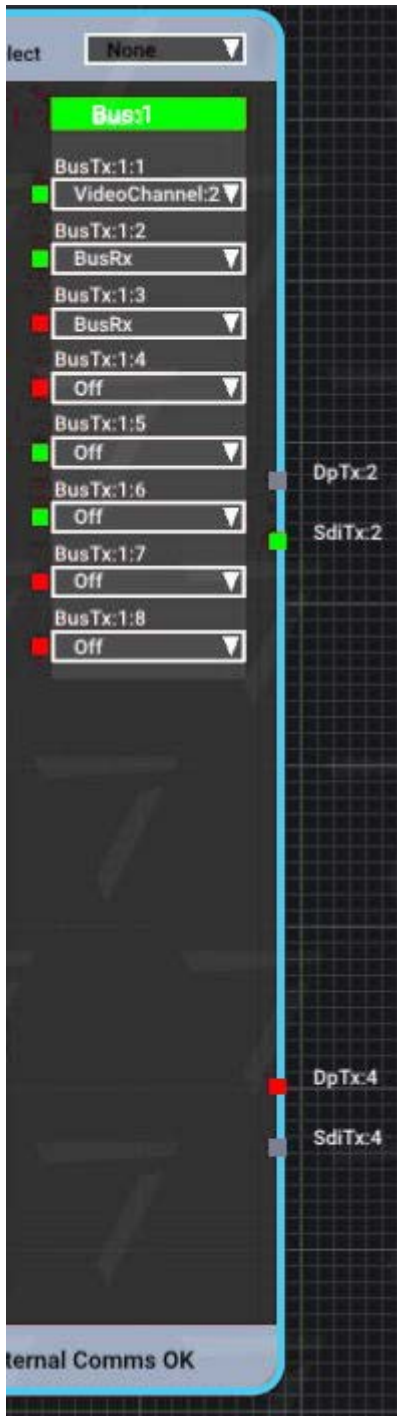 lect None
Bus:1
BusTx:1:1
VideoChannel:2
BusTx:1:2
BusRx
BusTx:1:3
BusRx
BusTx:1:4
Off
BusTx:1:5
Off
DpTx:2
BusTx:1:6
Off
SdiTx:2
BusTx:1:7
Off
BusTx:1:8
Off
DpTx:4
SdiTx:4
ternal Comms OK